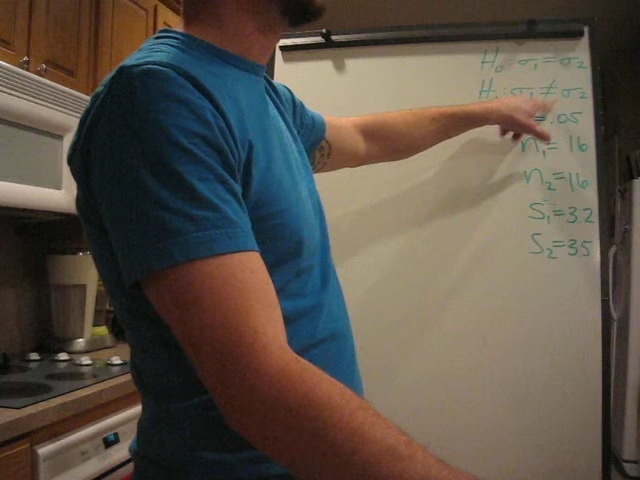 H₀: σ₁ = σ₂
H₁: σ₁ ≠ σ₂
= .05
n₁ = 16
n₂ = 16
S₁ = 3.2
S₂ = 3.5